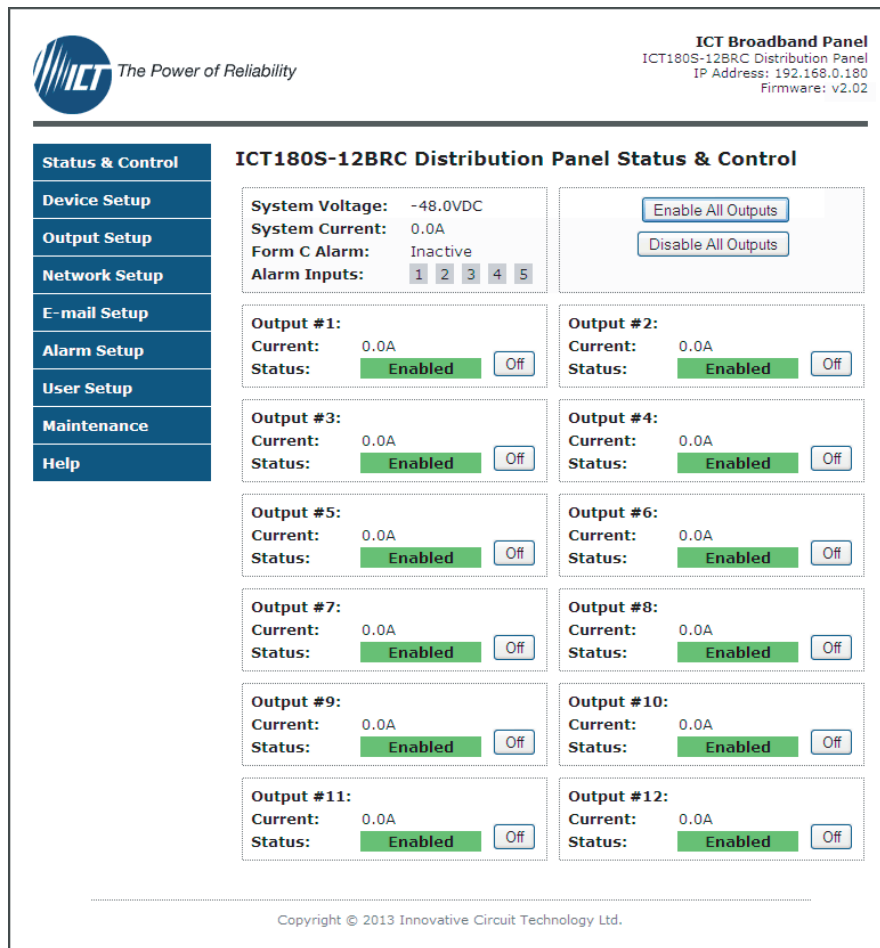 ICT The Power of Reliability
ICT Broadband Panel
ICT180S-12BRC Distribution Panel
IP Address: 192.168.0.180
Firmware: v2.02
Status & Control
Device Setup
Output Setup
Network Setup
E-mail Setup
Alarm Setup
User Setup
Maintenance
Help
ICT180S-12BRC Distribution Panel Status & Control
System Voltage: -48.0VDC
System Current: 0.0A
Form C Alarm: Inactive
Alarm Inputs: 1 2 3 4 5
Enable All Outputs
Disable All Outputs
Output #1:
Current: 0.0A
Status: Enabled Off
Output #2:
Current: 0.0A
Status: Enabled Off
Output #3:
Current: 0.0A
Status: Enabled Off
Output #4:
Current: 0.0A
Status: Enabled Off
Output #5:
Current: 0.0A
Status: Enabled Off
Output #6:
Current: 0.0A
Status: Enabled Off
Output #7:
Current: 0.0A
Status: Enabled Off
Output #8:
Current: 0.0A
Status: Enabled Off
Output #9:
Current: 0.0A
Status: Enabled Off
Output #10:
Current: 0.0A
Status: Enabled Off
Output #11:
Current: 0.0A
Status: Enabled Off
Output #12:
Current: 0.0A
Status: Enabled Off
Copyright © 2013 Innovative Circuit Technology Ltd.